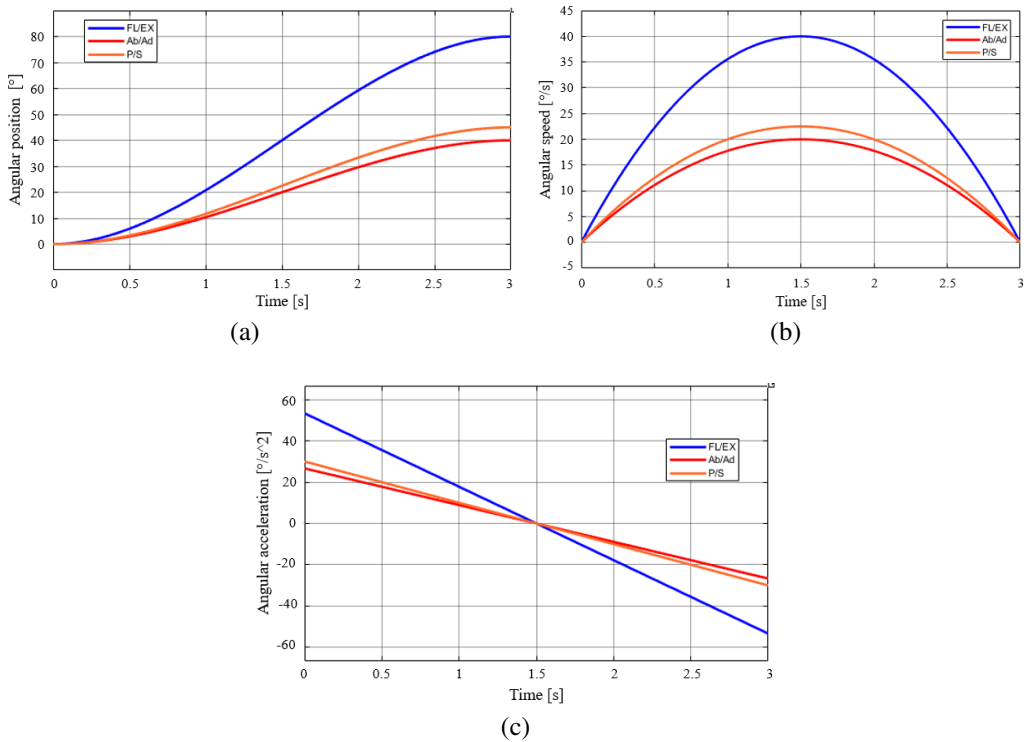 FL/EX
Ab/Ad
P/S
80
70
60
50
40
30
20
10
0
Angular position [°]
0 0.5 1 1.5 2 2.5 3
Time [s]
(a)
45
40
35
30
25
20
15
10
5
0
-5
Angular speed [°/s]
FL/EX
Ab/Ad
P/S
0 0.5 1 1.5 2 2.5 3
Time [s]
(b)
60
40
20
0
-20
-40
-60
Angular acceleration [°/s^2]
FL/EX
Ab/Ad
P/S
0 0.5 1 1.5 2 2.5 3
Time [s]
(c)